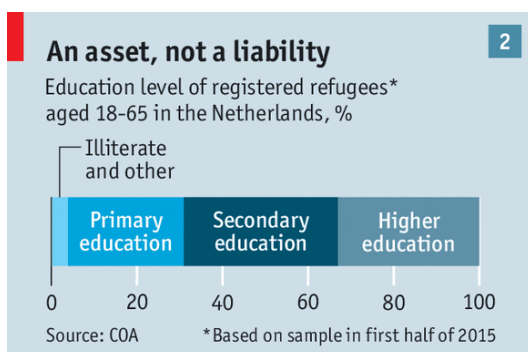 An asset, not a liability
2
Education level of registered refugees*
aged 18-65 in the Netherlands, %
Illiterate
and other
Primary
education
Secondary
education
Higher
education
0 20 40 60 80 100
Source: COA *Based on sample in first half of 2015